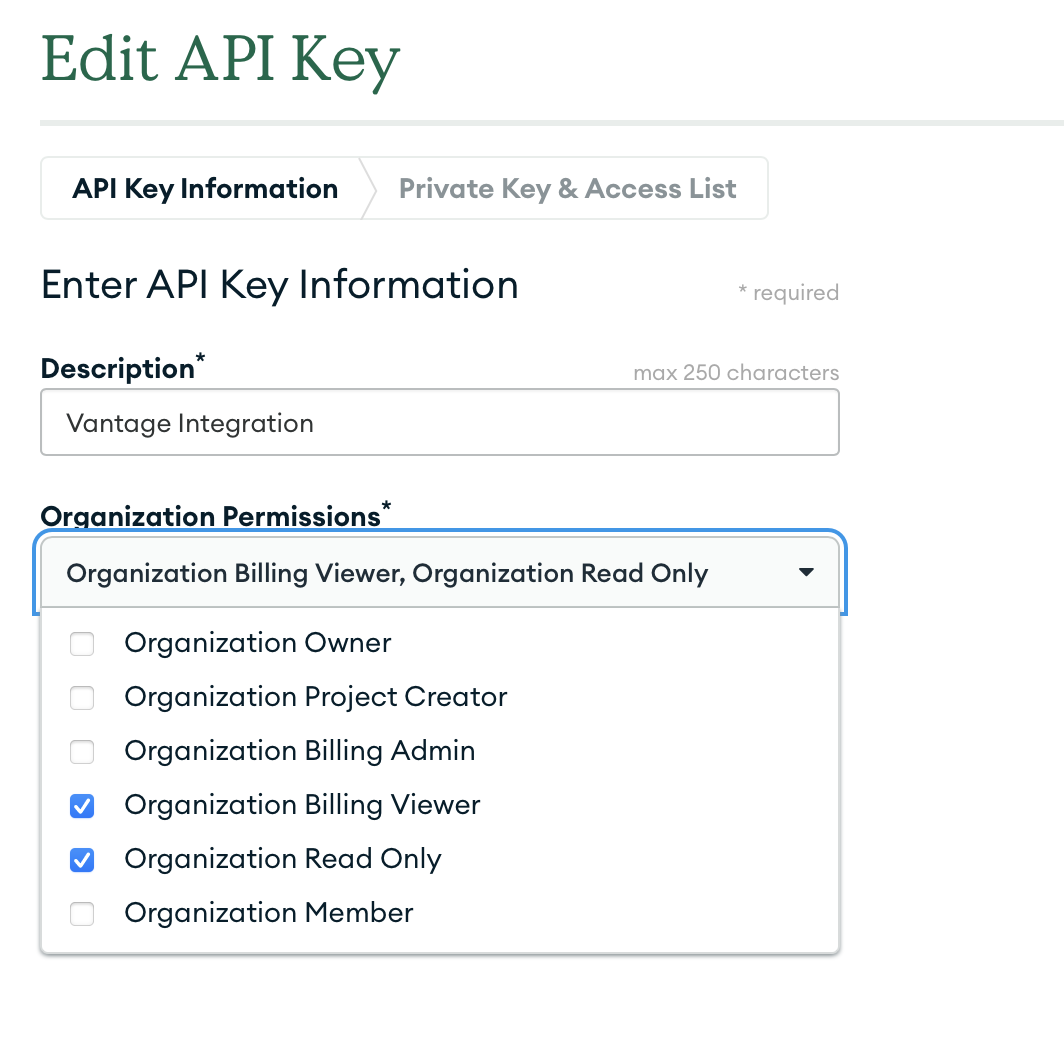 Edit API Key
API Key Information
Private Key & Access List
Enter API Key Information
* required
Description*
max 250 characters
Vantage Integration
Organization Permissions*
Organization Billing Viewer, Organization Read Only
Organization Owner
Organization Project Creator
Organization Billing Admin
Organization Billing Viewer
Organization Read Only
Organization Member